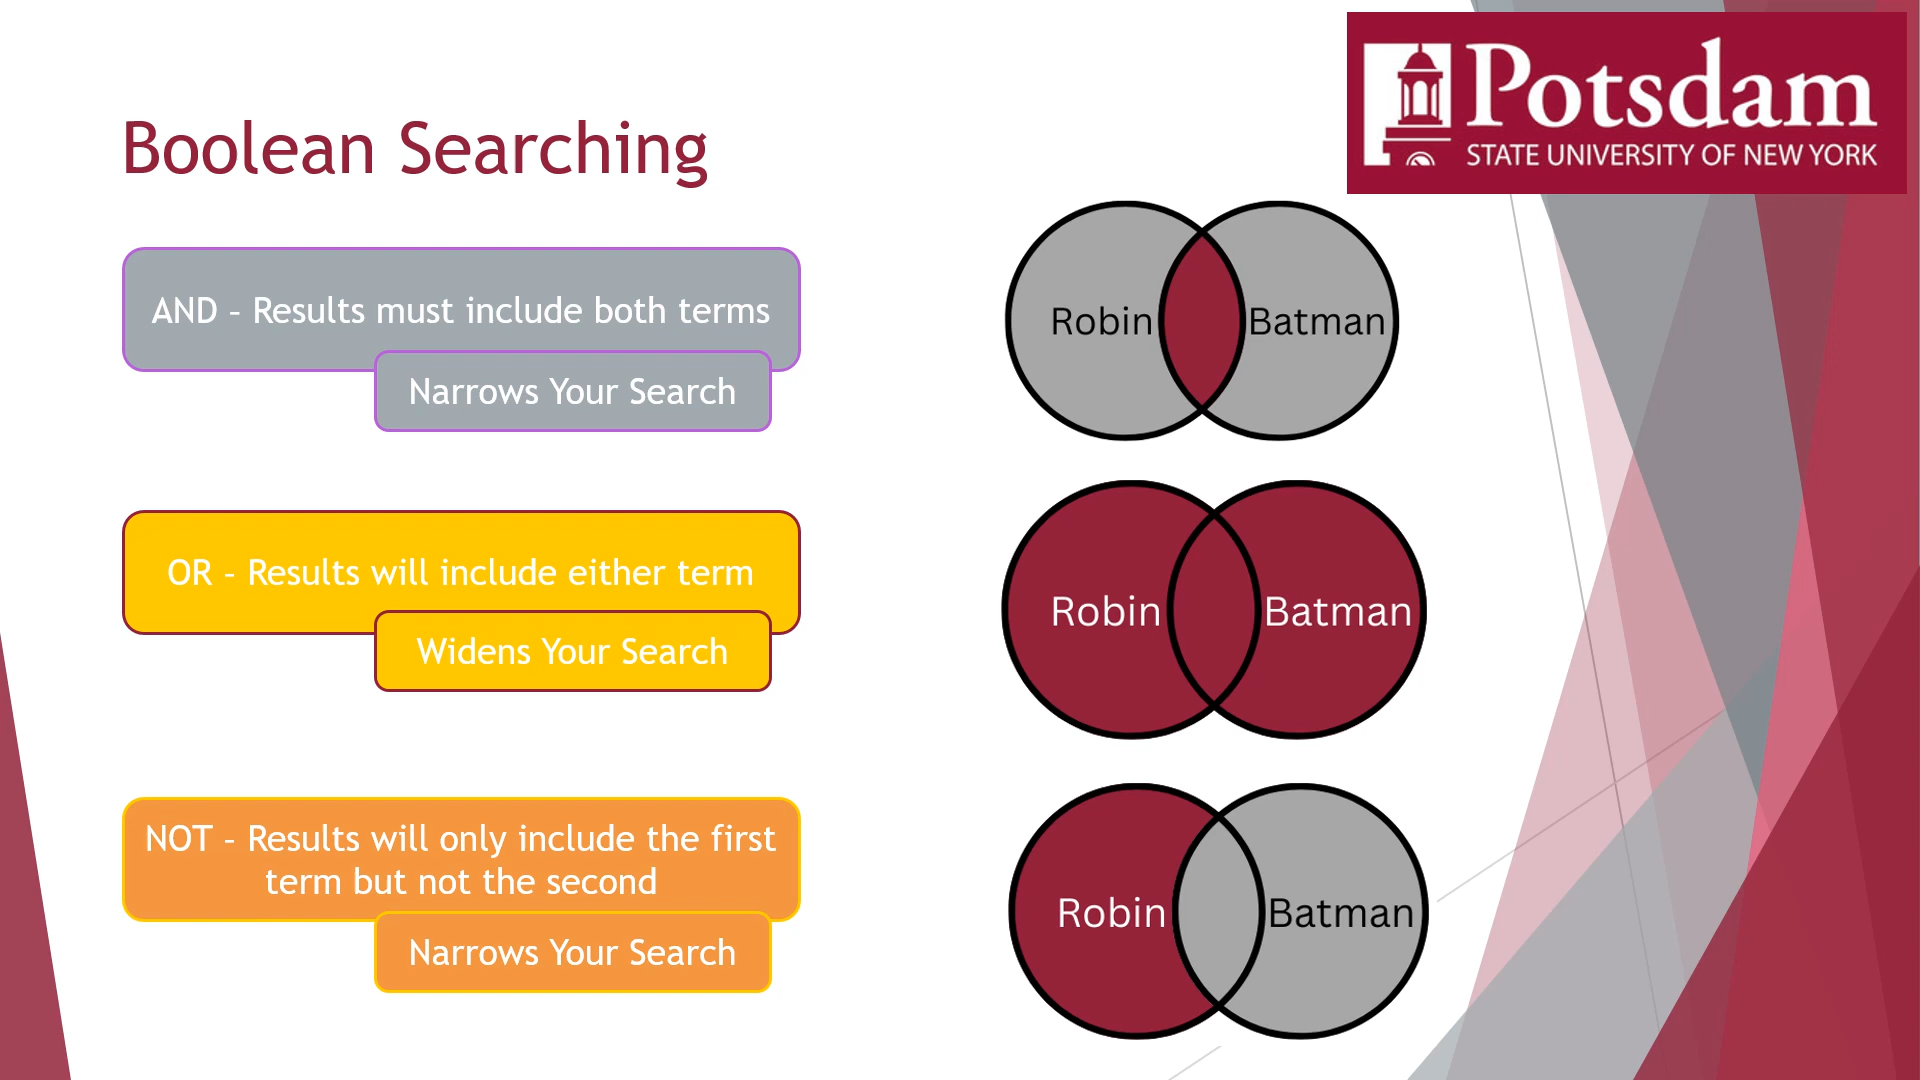 Potsdam
STATE UNIVERSITY OF NEW YORK
Boolean Searching
AND – Results must include both terms
Narrows Your Search
Robin
Batman
OR – Results will include either term
Widens Your Search
Robin
Batman
NOT – Results will only include the first
term but not the second
Narrows Your Search
Robin
Batman